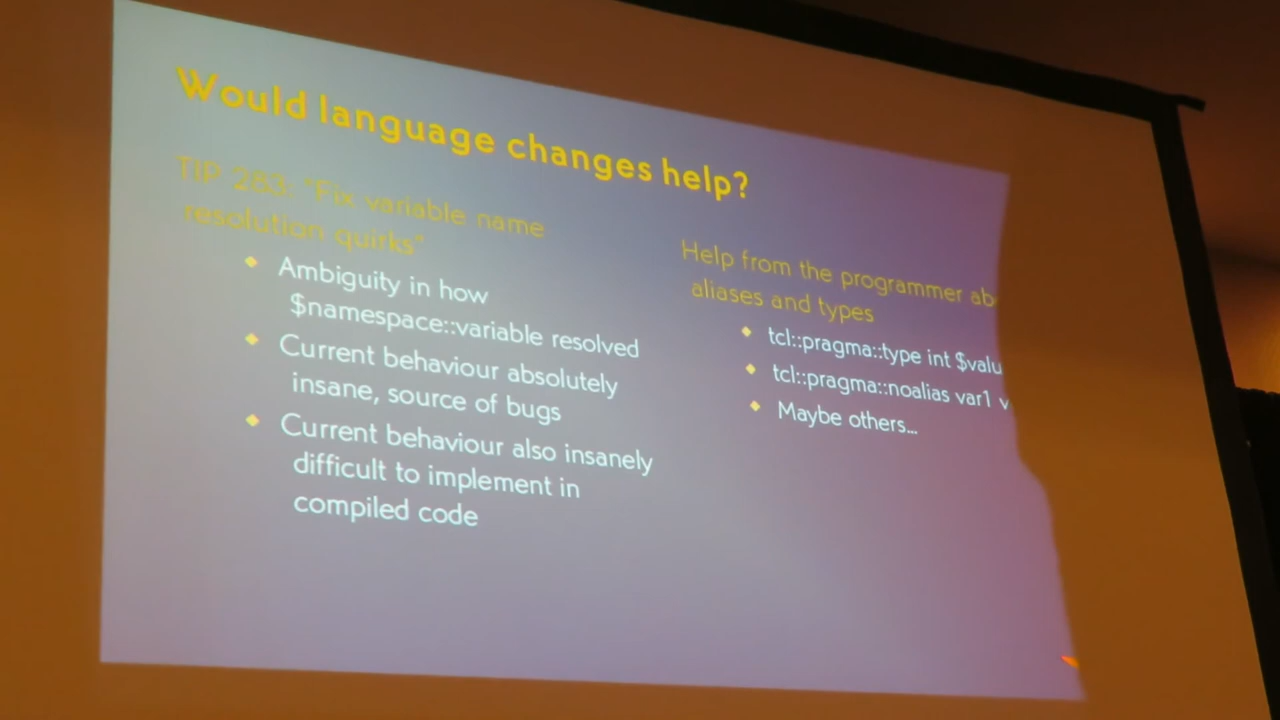 Would language changes help?
TIP 283: "Fix variable name
resolution quirks"
Ambiguity in how
$namespace::variable resolved
Current behaviour absolutely
insane, source of bugs
Current behaviour also insanely
difficult to implement in
compiled code
Help from the programmer
aliases and types
tcl::pragma::type int
tcl::pragma::noalias var1
Maybe others...